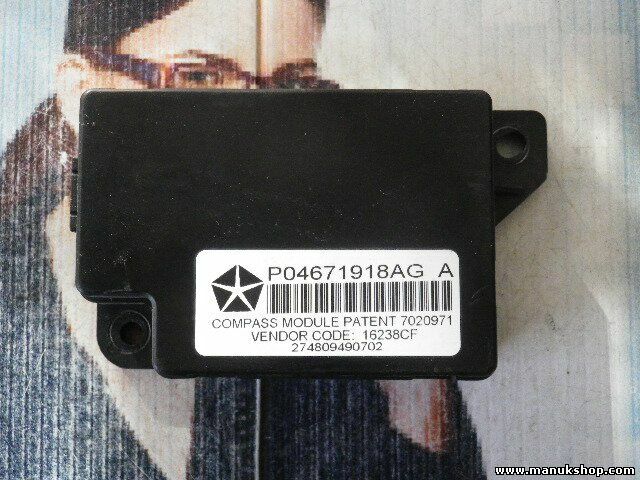 P04671918AG A
COMPASS MODULE PATENT 7020971
VENDOR CODE: 16238CF
274809490702
www.manukshop.com